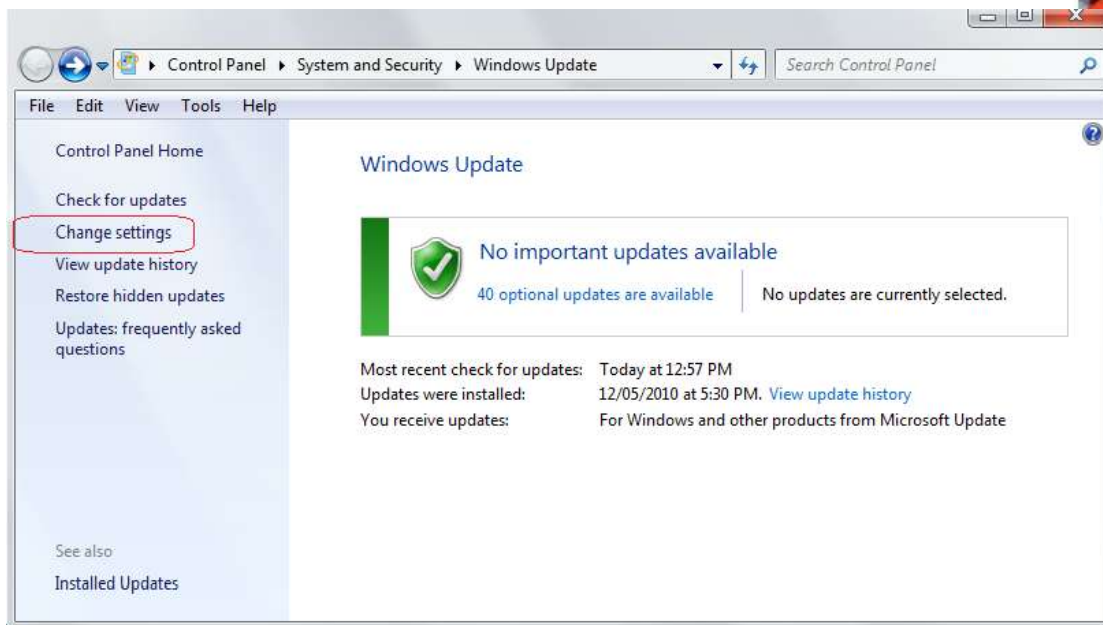 Control Panel ▸ System and Security ▸ Windows Update
Search Control Panel
File Edit View Tools Help
Control Panel Home
Check for updates
Change settings
View update history
Restore hidden updates
Updates: frequently asked
questions
See also
Installed Updates
Windows Update
No important updates available
40 optional updates are available
No updates are currently selected.
Most recent check for updates: Today at 12:57 PM
Updates were installed: 12/05/2010 at 5:30 PM. View update history
You receive updates: For Windows and other products from Microsoft Update